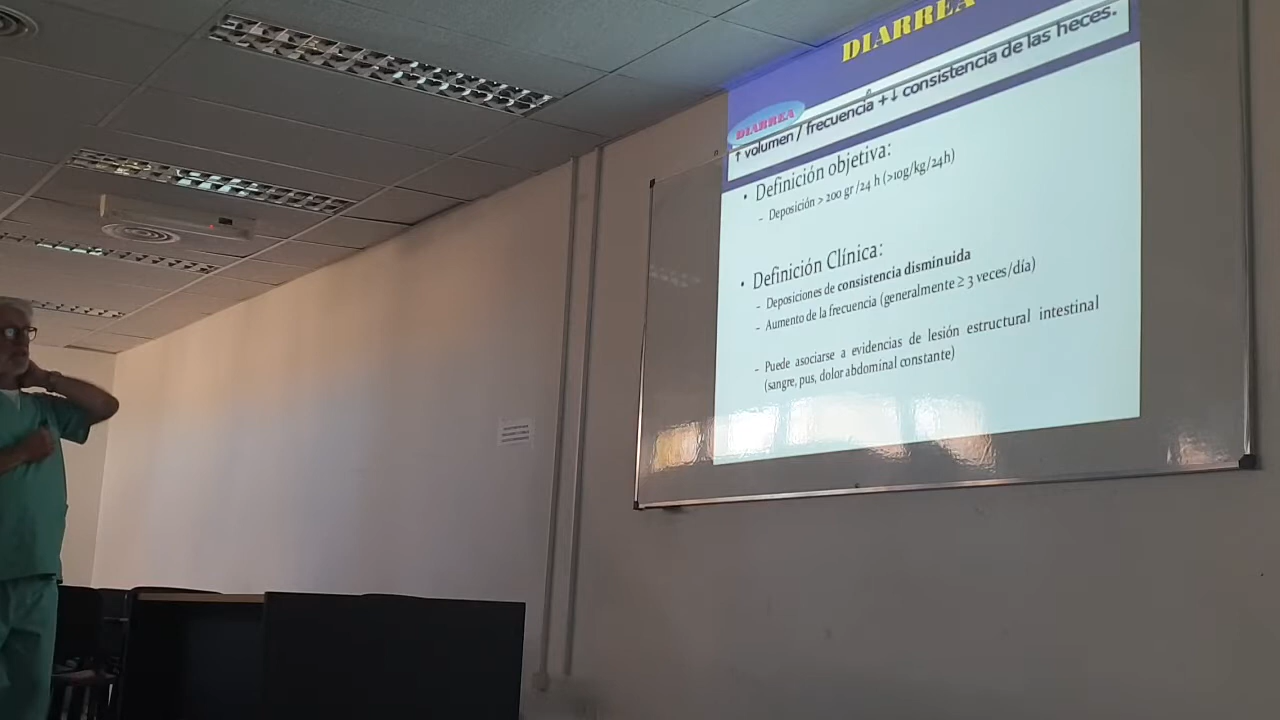 DIARREA
DIARREA
↑ volumen / frecuencia + ↓ consistencia de las heces.
• Definición objetiva:
– Deposición > 200 gr /24 h (>10g/kg/24h)
• Definición Clínica:
– Deposiciones de consistencia disminuida
– Aumento de la frecuencia (generalmente ≥ 3 veces/día)
– Puede asociarse a evidencias de lesión estructural intestinal
(sangre, pus, dolor abdominal constante)